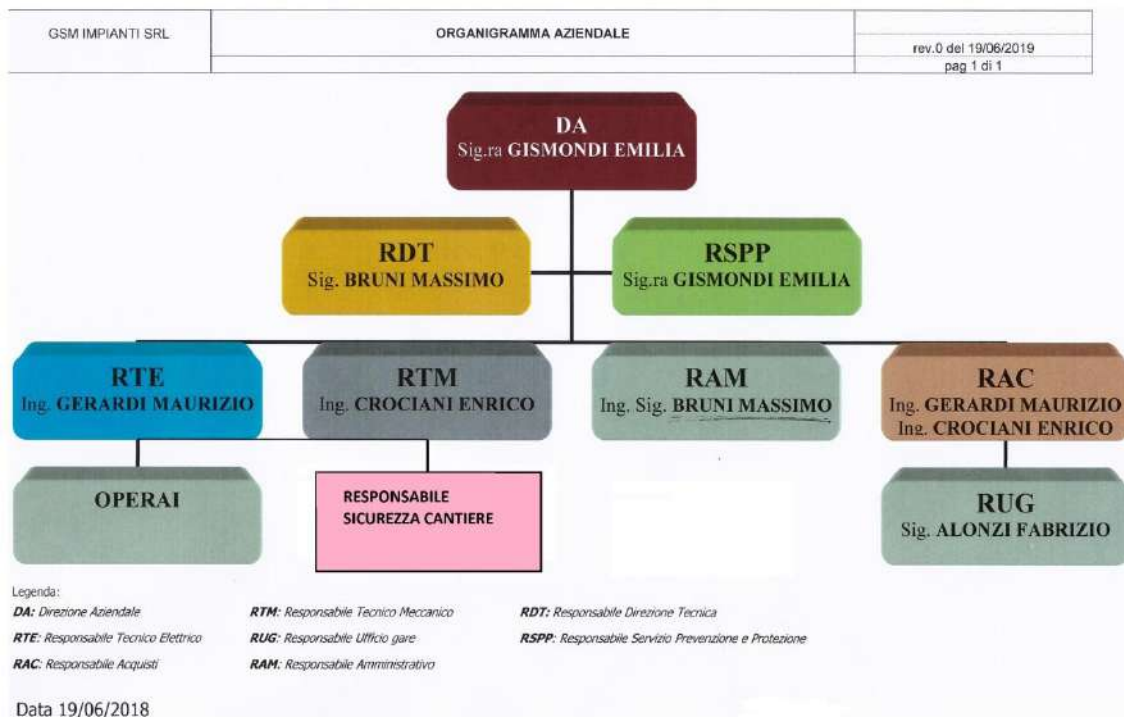 GSM IMPIANTI SRL
ORGANIGRAMMA AZIENDALE
rev.0 del 19/06/2019
pag 1 di 1
DA
Sig.ra GISMONDI EMILIA
RDT
Sig. BRUNI MASSIMO
RSPP
Sig.ra GISMONDI EMILIA
RTE
Ing. GERARDI MAURIZIO
RTM
Ing. CROCIANI ENRICO
RAM
Ing. Sig. BRUNI MASSIMO
RAC
Ing. GERARDI MAURIZIO
Ing. CROCIANI ENRICO
OPERAI
RESPONSABILE
SICUREZZA CANTIERE
RUG
Sig. ALONZI FABRIZIO
Legenda:
DA: Direzione Aziendale
RTM: Responsabile Tecnico Meccanico
RDT: Responsabile Direzione Tecnica
RTE: Responsabile Tecnico Elettrico
RUG: Responsabile Ufficio gare
RSPP: Responsabile Servizio Prevenzione e Protezione
RAC: Responsabile Acquisti
RAM: Responsabile Amministrativo
Data 19/06/2018